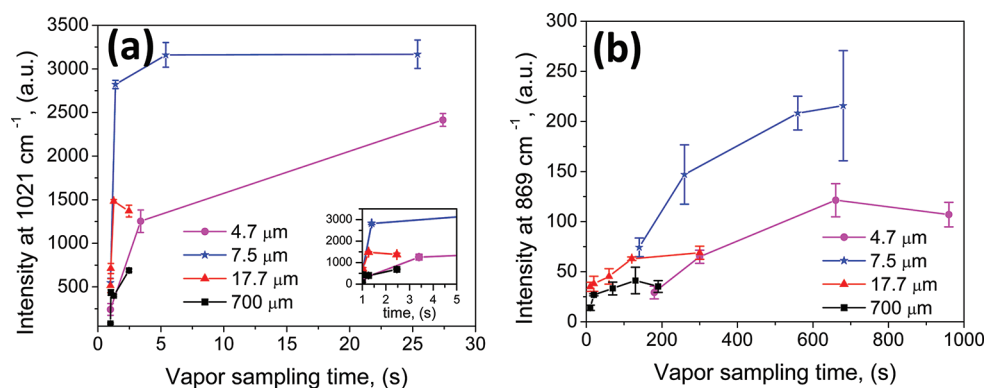 (a)
Intensity at 1021 cm⁻¹, (a.u.)
3500
3000
2500
2000
1500
1000
500
0 5 10 15 20 25 30
Vapor sampling time, (s)
4.7 μm
7.5 μm
17.7 μm
700 μm
3000
1500
0
1 2 3 4 5
time, (s)
(b)
Intensity at 869 cm⁻¹, (a.u.)
300
250
200
150
100
50
0
0 200 400 600 800 1000
Vapor sampling time, (s)
4.7 μm
7.5 μm
17.7 μm
700 μm